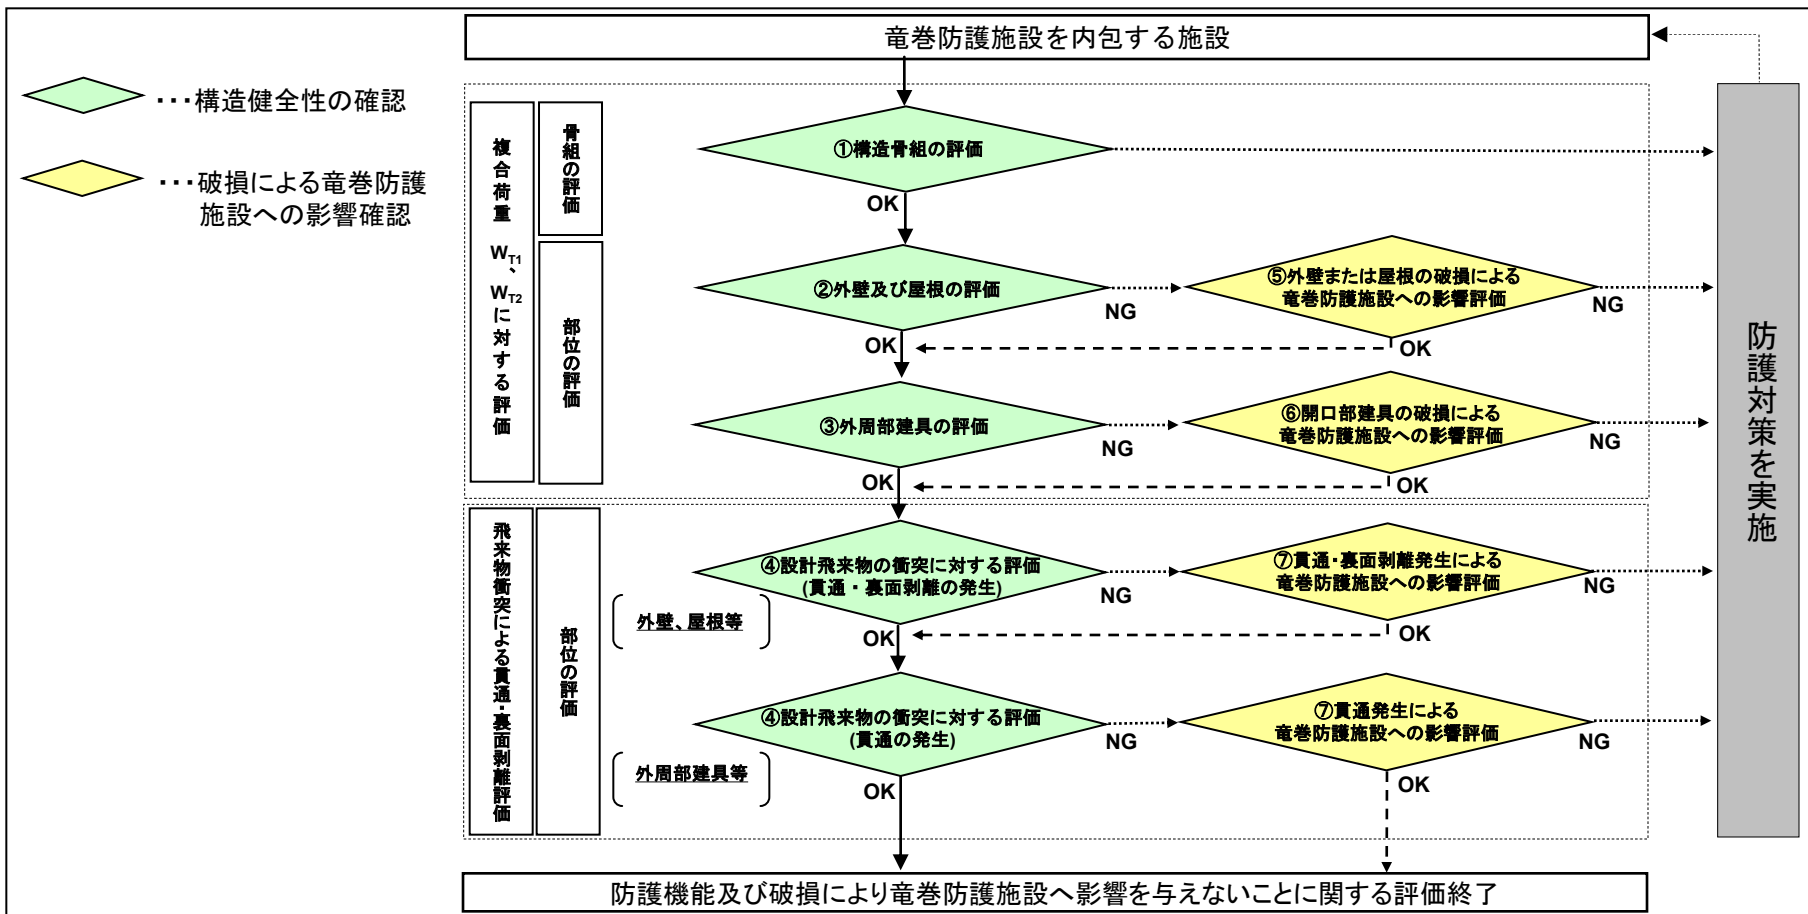 竜巻防護施設を内包する施設
・・・構造健全性の確認
・・・破損による竜巻防護
施設への影響確認
複合荷重 WT1、WT2に対する評価
骨組の評価
①構造骨組の評価
OK
部位の評価
②外壁及び屋根の評価
NG
⑤外壁または屋根の破損による
竜巻防護施設への影響評価
NG
OK
OK
③外周部建具の評価
NG
⑥開口部建具の破損による
竜巻防護施設への影響評価
NG
OK
OK
飛来物衝突による貫通・裏面剥離評価
部位の評価
④設計飛来物の衝突に対する評価
(貫通・裏面剥離の発生)
NG
⑦貫通・裏面剥離発生による
竜巻防護施設への影響評価
NG
外壁、屋根等
OK
OK
④設計飛来物の衝突に対する評価
(貫通の発生)
NG
⑦貫通発生による
竜巻防護施設への影響評価
NG
外周部建具等
OK
OK
防護対策を実施
防護機能及び破損により竜巻防護施設へ影響を与えないことに関する評価終了